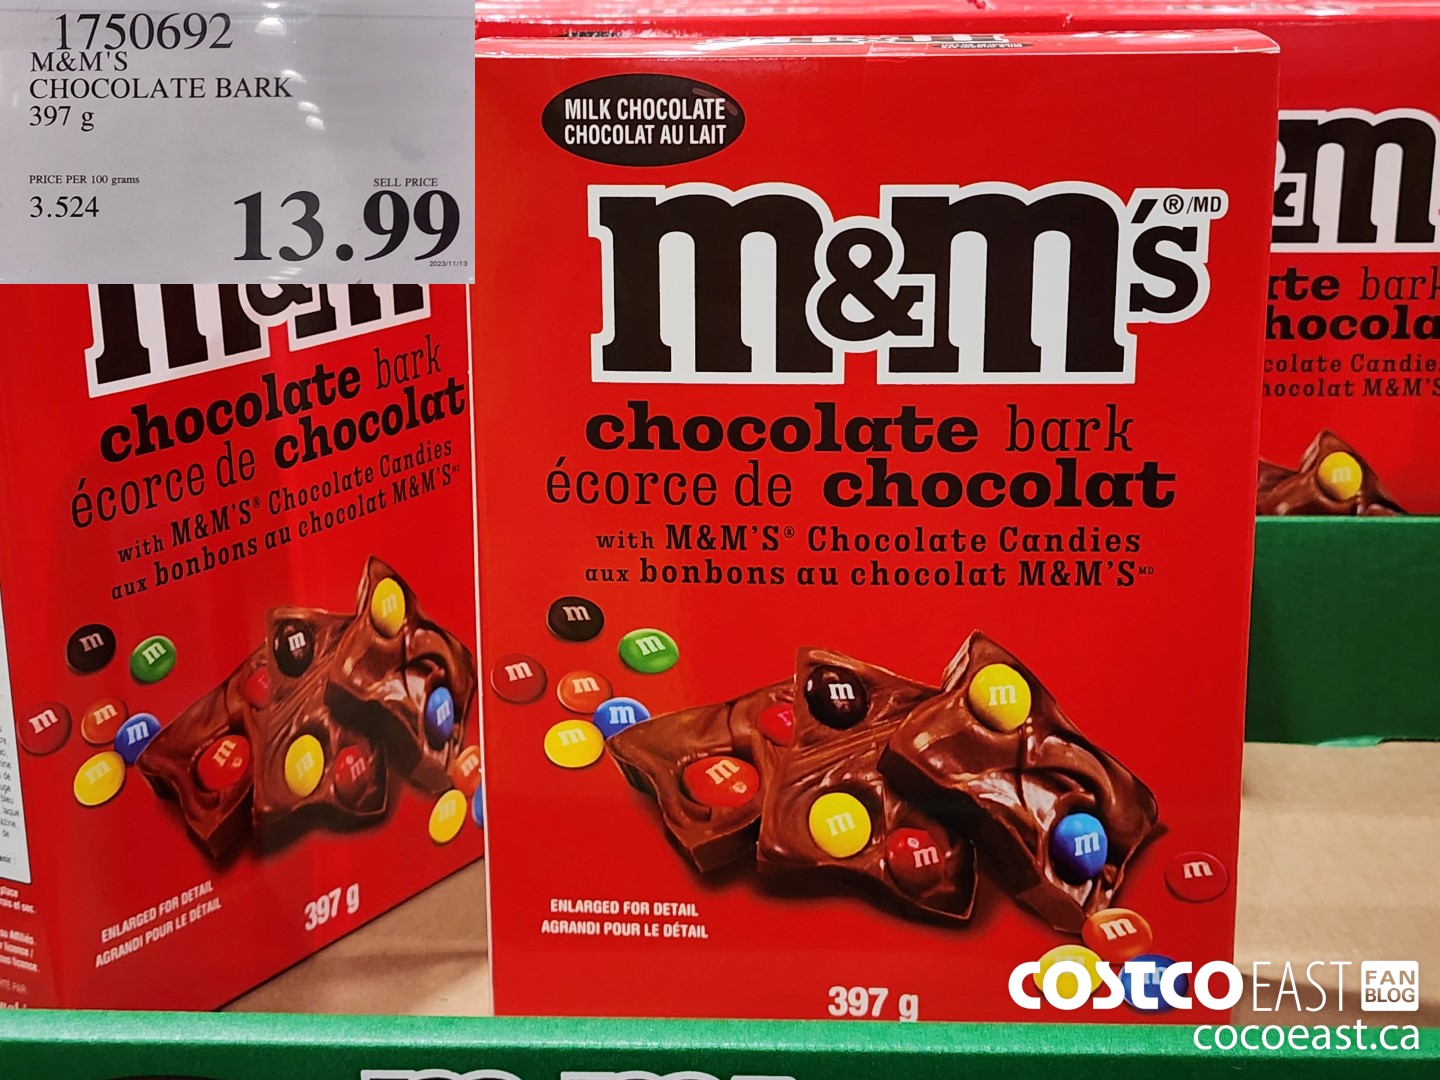 1750692
M&M'S
CHOCOLATE BARK
397 g
PRICE PER 100 grams
3.524
SELL PRICE
13.99
2023/11/13
MILK CHOCOLATE
CHOCOLAT AU LAIT
m&m's®/MD
chocolate bark
écorce de chocolat
with M&M'S® Chocolate Candies
aux bonbons au chocolat M&M'S MD
m
m
m
m
m
m
m
m
m
m
m
m
m
m
ENLARGED FOR DETAIL
AGRANDI POUR LE DÉTAIL
397 g
m&m
chocolate bark
écorce de chocolat
with M&M'S® Chocolate Candies
aux bonbons au chocolat M&M'S MD
m
m
m
m
m
m
m
m
m
m
m
m
ENLARGED FOR DETAIL
AGRANDI POUR LE DÉTAIL
397 g
&m
bark
Candie
M&M'S
m
COSTCO EAST FAN BLOG
cocoeast.ca